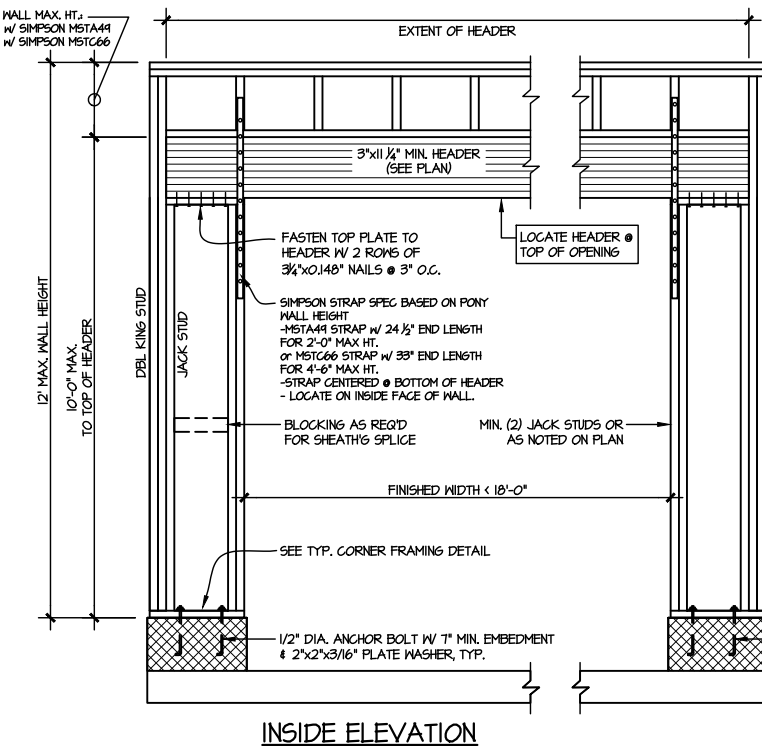 WALL MAX. HT.:
W/ SIMPSON MSTA49
W/ SIMPSON MSTC66
EXTENT OF HEADER
3"x11 1/4" MIN. HEADER
(SEE PLAN)
FASTEN TOP PLATE TO
HEADER W/ 2 ROWS OF
3 1/4"x0.148" NAILS @ 3" O.C.
LOCATE HEADER @
TOP OF OPENING
SIMPSON STRAP SPEC BASED ON PONY
WALL HEIGHT
-MSTA49 STRAP W/ 24 1/2" END LENGTH
FOR 2'-0" MAX HT.
or MSTC66 STRAP W/ 33" END LENGTH
FOR 4'-6" MAX HT.
-STRAP CENTERED @ BOTTOM OF HEADER
- LOCATE ON INSIDE FACE OF WALL.
12' MAX. WALL HEIGHT
10'-0" MAX.
TO TOP OF HEADER
DBL KING STUD
JACK STUD
BLOCKING AS REQ'D
FOR SHEATH'G SPLICE
MIN. (2) JACK STUDS OR
AS NOTED ON PLAN
FINISHED WIDTH < 18'-0"
SEE TYP. CORNER FRAMING DETAIL
1/2" DIA. ANCHOR BOLT W/ 7" MIN. EMBEDMENT
& 2"x2"x3/16" PLATE WASHER, TYP.
INSIDE ELEVATION